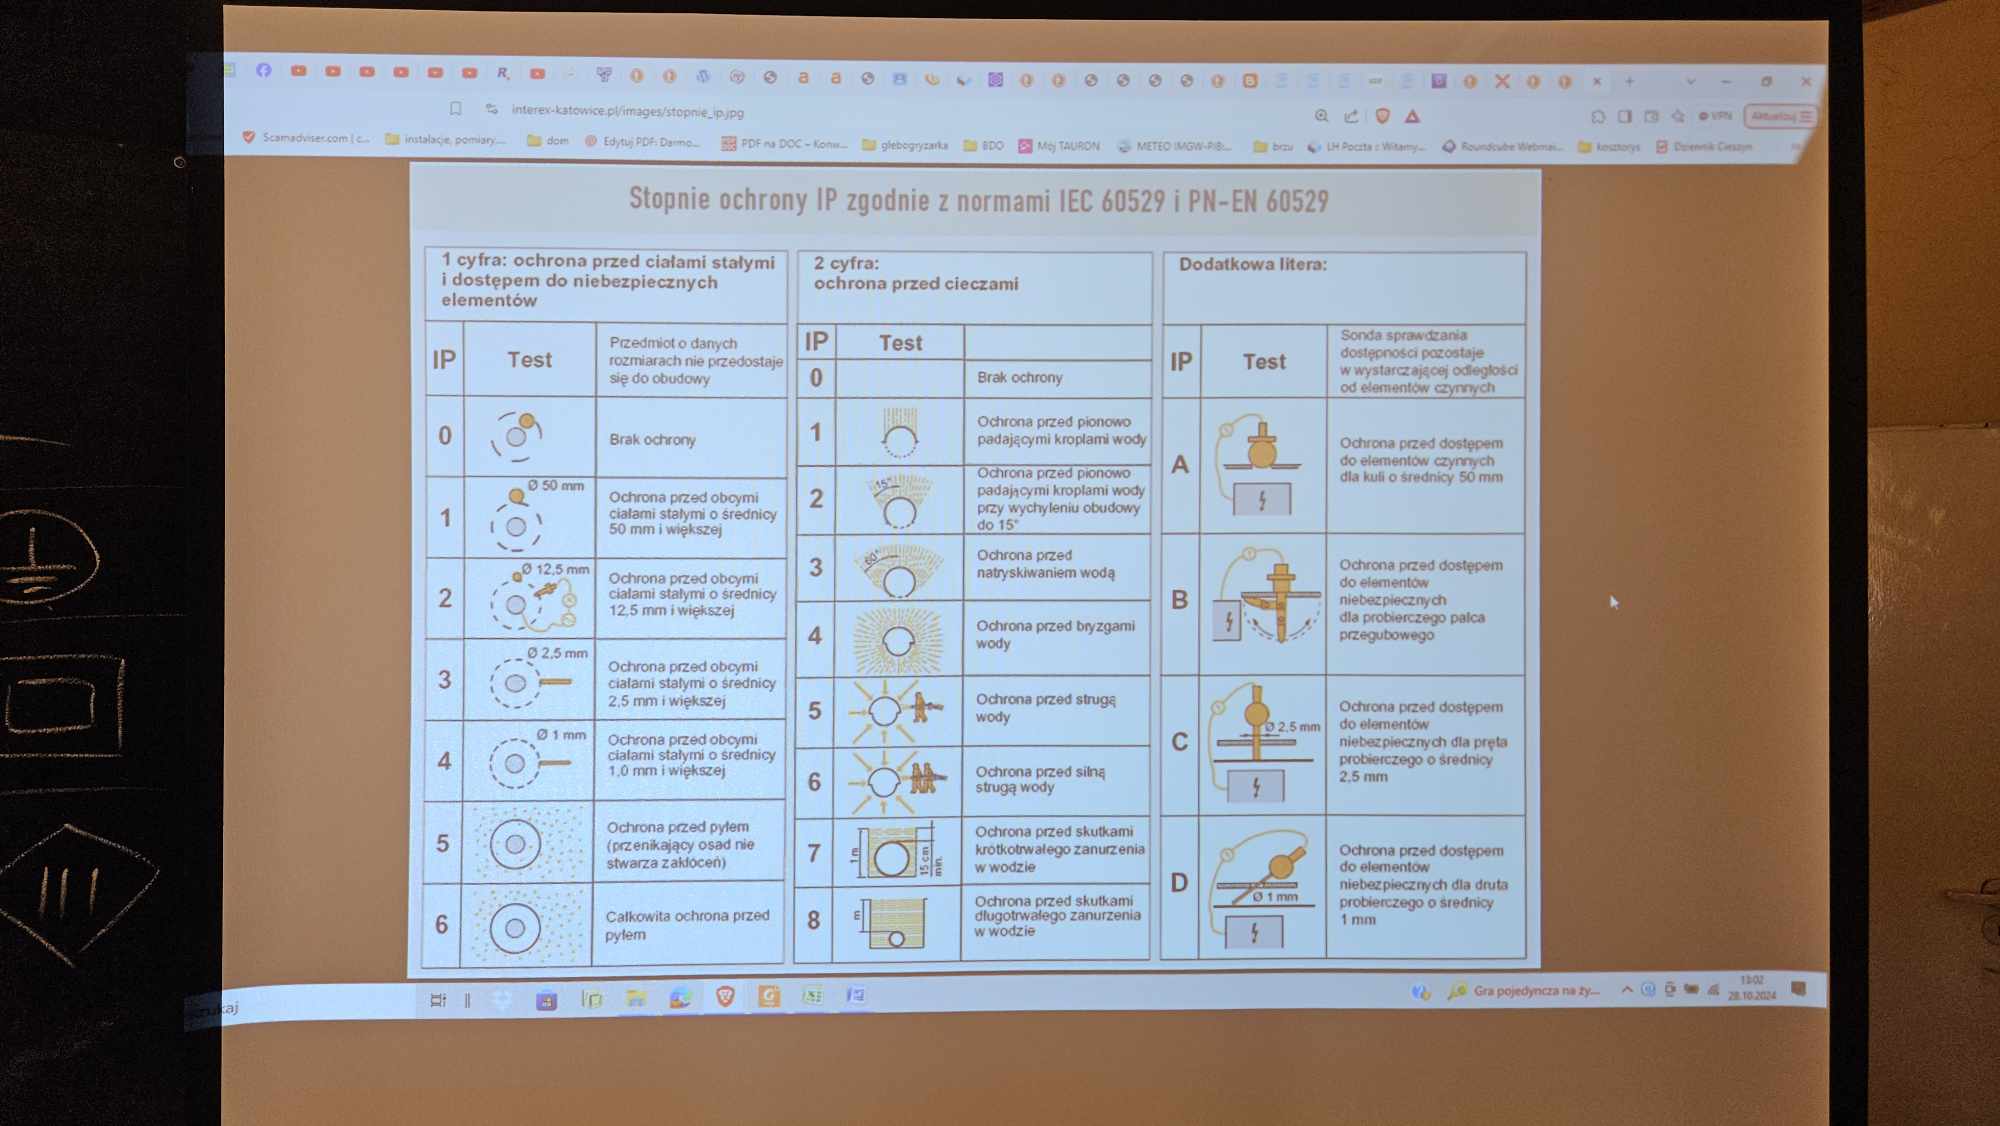 interex-katowice.pl/images/stopnie_ip.jpg
VPN
Aktualizuj
Scamadviser.com | c...
instalacje, pomiary,...
dom
Edytuj PDF: Darmo...
PDF na DOC – Konw...
glebogryzarka
BDO
Mój TAURON
METEO IMGW-PIB:...
brzu
LH Poczta :: Witamy...
Roundcube Webmai...
kosztorys
Dziennik Cieszyn
Stopnie ochrony IP zgodnie z normami IEC 60529 i PN-EN 60529
1 cyfra: ochrona przed ciałami stałymi
i dostępem do niebezpiecznych
elementów
IP
Test
Przedmiot o danych
rozmiarach nie przedostaje
się do obudowy
0
Brak ochrony
1
Ø 50 mm
Ochrona przed obcymi
ciałami stałymi o średnicy
50 mm i większej
2
Ø 12,5 mm
Ochrona przed obcymi
ciałami stałymi o średnicy
12,5 mm i większej
3
Ø 2,5 mm
Ochrona przed obcymi
ciałami stałymi o średnicy
2,5 mm i większej
4
Ø 1 mm
Ochrona przed obcymi
ciałami stałymi o średnicy
1,0 mm i większej
5
Ochrona przed pyłem
(przenikający osad nie
stwarza zakłóceń)
6
Całkowita ochrona przed
pyłem
2 cyfra:
ochrona przed cieczami
IP
Test
0
Brak ochrony
1
Ochrona przed pionowo
padającymi kroplami wody
2
15°
Ochrona przed pionowo
padającymi kroplami wody
przy wychyleniu obudowy
do 15°
3
60°
Ochrona przed
natryskiwaniem wodą
4
Ochrona przed bryzgami
wody
5
Ochrona przed strugą
wody
6
Ochrona przed silną
strugą wody
7
1m
15 cm
min.
Ochrona przed skutkami
krótkotrwałego zanurzenia
w wodzie
8
m
Ochrona przed skutkami
długotrwałego zanurzenia
w wodzie
Dodatkowa litera:
IP
Test
Sonda sprawdzania
dostępności pozostaje
w wystarczającej odległości
od elementów czynnych
A
Ochrona przed dostępem
do elementów czynnych
dla kuli o średnicy 50 mm
B
Ochrona przed dostępem
do elementów
niebezpiecznych
dla probierczego palca
przegubowego
C
Ø 2,5 mm
Ochrona przed dostępem
do elementów
niebezpiecznych dla pręta
probierczego o średnicy
2,5 mm
D
Ø 1 mm
Ochrona przed dostępem
do elementów
niebezpiecznych dla druta
probierczego o średnicy
1 mm
zukaj
Gra pojedyncza na ży...
13:02
28.10.2024